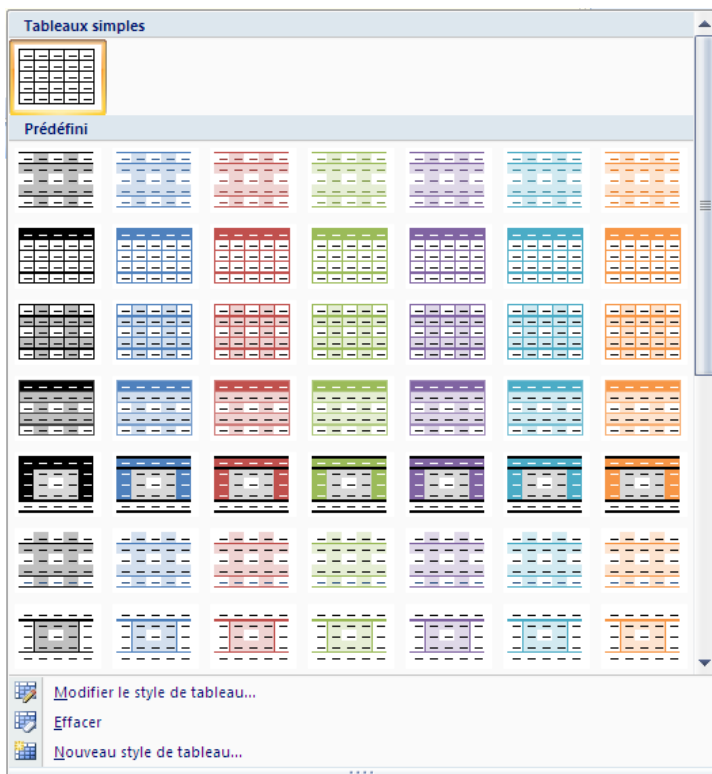 Tableaux simples
Prédéfini
Modifier le style de tableau...
Effacer
Nouveau style de tableau...